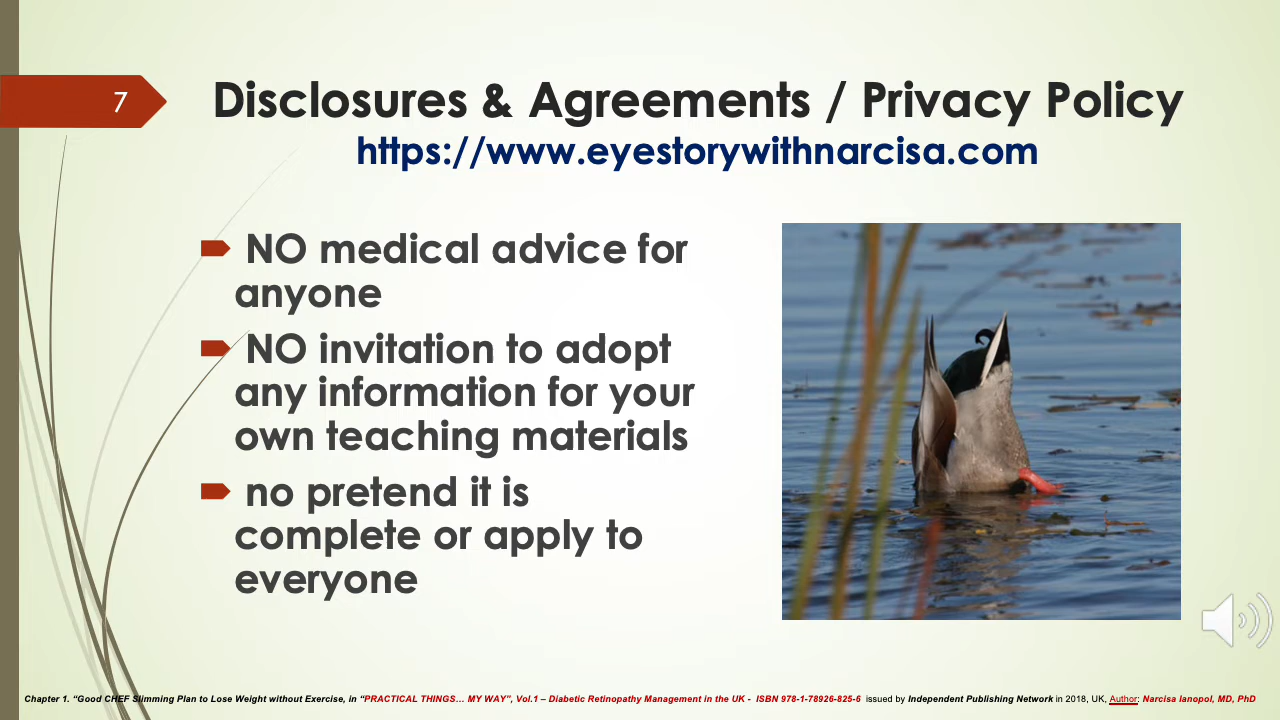 7
Disclosures & Agreements / Privacy Policy
https://www.eyestorywithnarcisa.com
NO medical advice for
anyone
NO invitation to adopt
any information for your
own teaching materials
no pretend it is
complete or apply to
everyone
Chapter 1. “Good CHEF Slimming Plan to Lose Weight without Exercise, in “PRACTICAL THINGS… MY WAY”, Vol.1 – Diabetic Retinopathy Management in the UK - ISBN 978-1-78926-825-6 issued by Independent Publishing Network in 2018, UK, Author: Narcisa Ianopol, MD, PhD